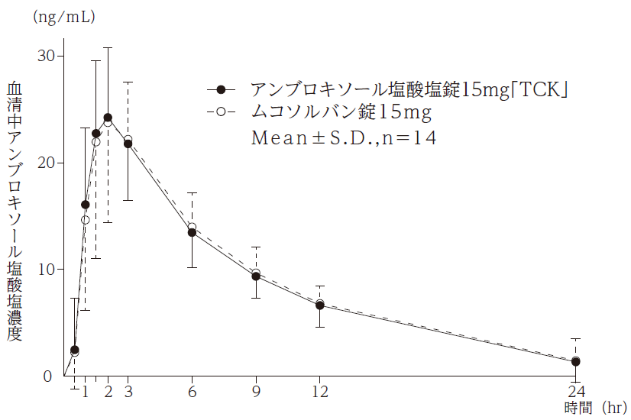 (ng/mL)
30
20
10
0
血清中アンブロキソール塩酸塩濃度
アンブロキソール塩酸塩錠15mg「TCK」
ムコソルバン錠15mg
Mean±S.D.,n=14
1 2 3 6 9 12 24
時間 (hr)